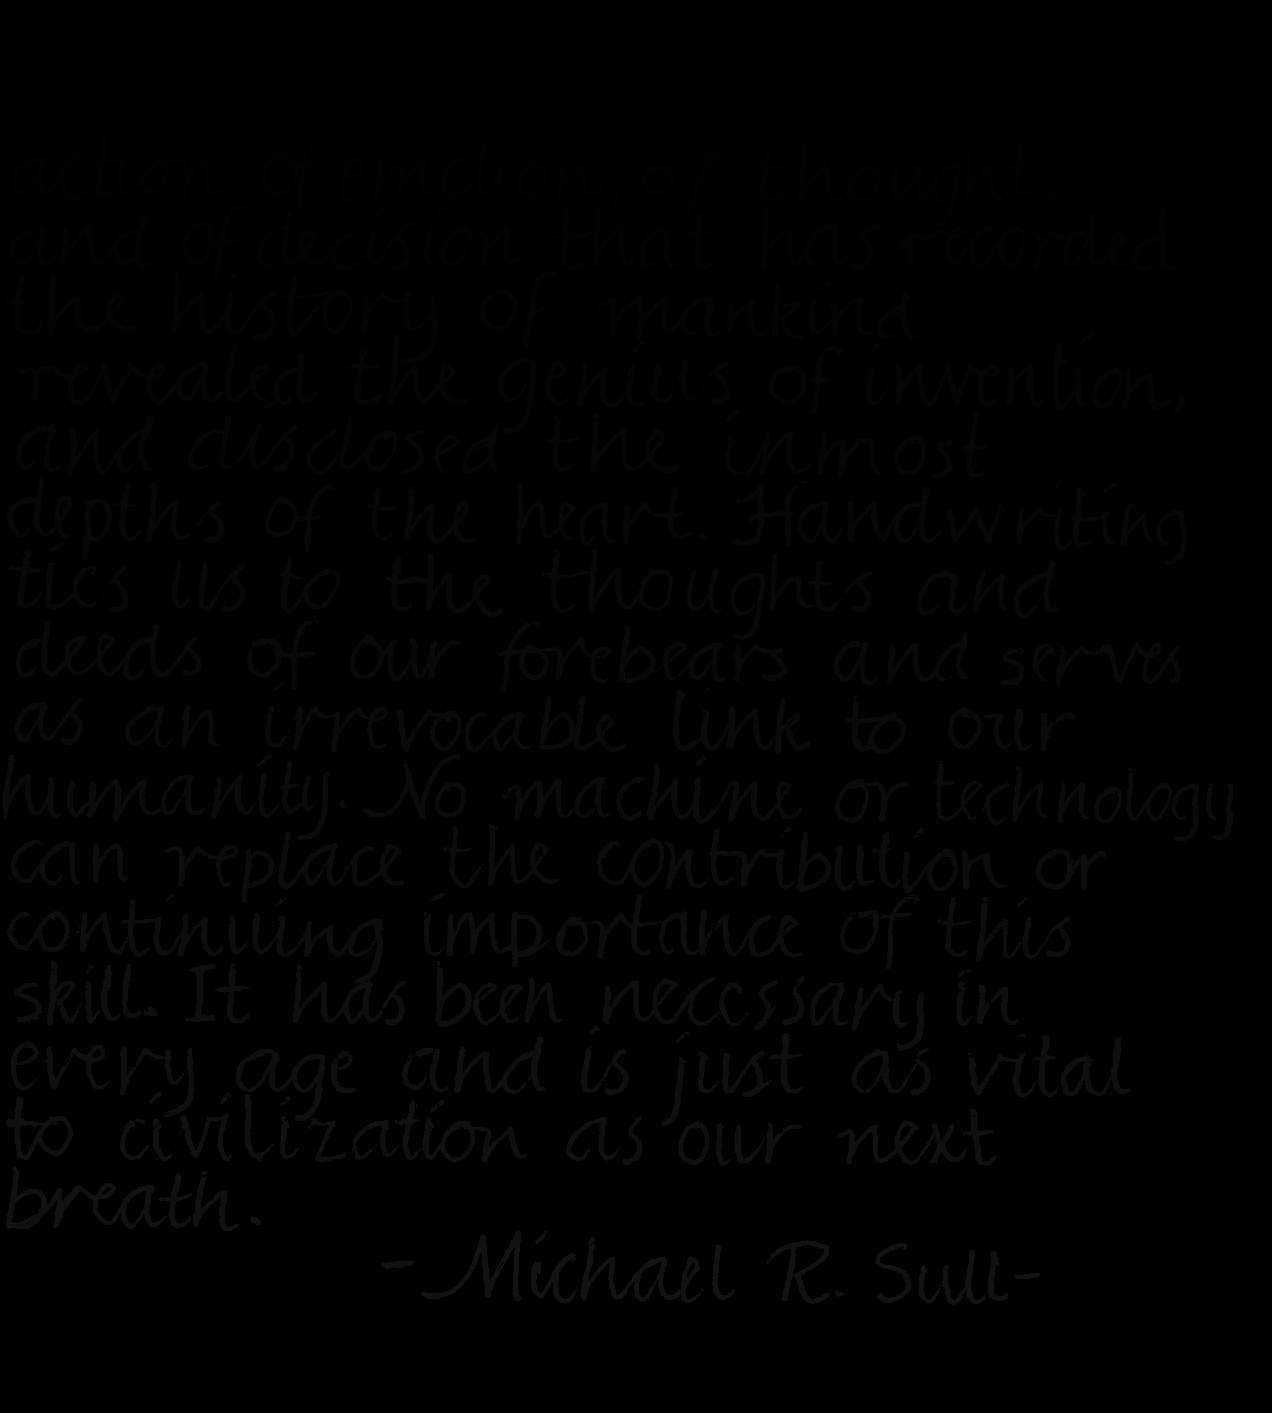 HANDWRITING, that
action of emotion, of thought,
and of decision that has recorded
the history of mankind
revealed the genius of invention,
and disclosed the inmost
depths of the heart. Handwriting
ties us to the thoughts and
deeds of our forebears and serves
as an irrevocable link to our
humanity. No machine or technology
can replace the contribution or
continuing importance of this
skill. It has been necessary in
every age and is just as vital
to civilization as our next
breath.
- Michael R. Sull -